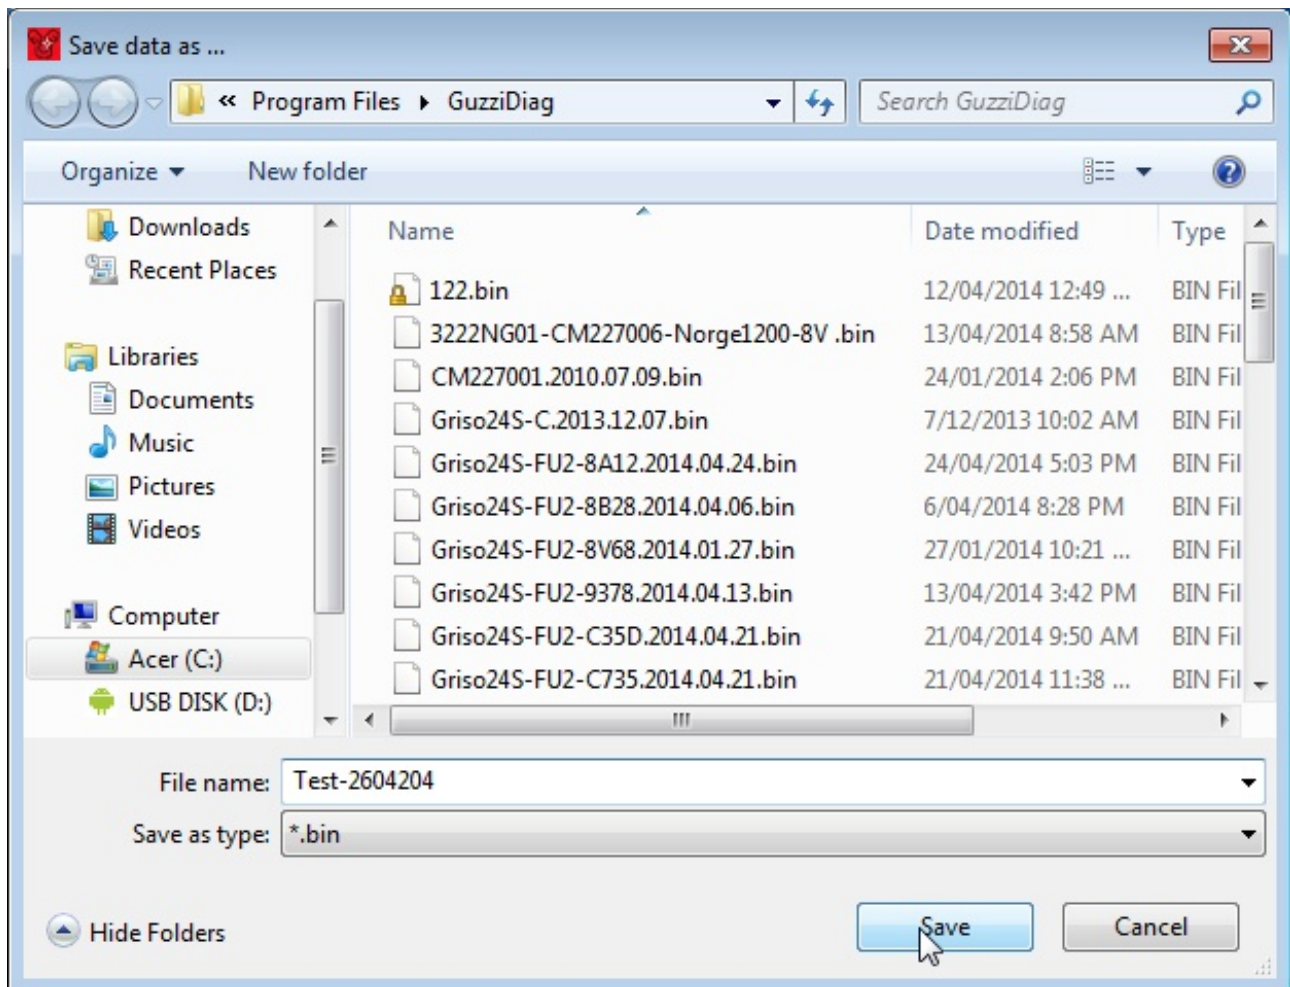 Save data as ...
« Program Files ▸ GuzziDiag
Search GuzziDiag
Organize ▾ New folder
Downloads
Recent Places
Libraries
Documents
Music
Pictures
Videos
Computer
Acer (C:)
USB DISK (D:)
Name Date modified Type
122.bin 12/04/2014 12:49 ... BIN Fil
3222NG01-CM227006-Norge1200-8V .bin 13/04/2014 8:58 AM BIN Fil
CM227001.2010.07.09.bin 24/01/2014 2:06 PM BIN Fil
Griso24S-C.2013.12.07.bin 7/12/2013 10:02 AM BIN Fil
Griso24S-FU2-8A12.2014.04.24.bin 24/04/2014 5:03 PM BIN Fil
Griso24S-FU2-8B28.2014.04.06.bin 6/04/2014 8:28 PM BIN Fil
Griso24S-FU2-8V68.2014.01.27.bin 27/01/2014 10:21 ... BIN Fil
Griso24S-FU2-9378.2014.04.13.bin 13/04/2014 3:42 PM BIN Fil
Griso24S-FU2-C35D.2014.04.21.bin 21/04/2014 9:50 AM BIN Fil
Griso24S-FU2-C735.2014.04.21.bin 21/04/2014 11:38 ... BIN Fil
File name: Test-2604204
Save as type: *.bin
Hide Folders
Save
Cancel